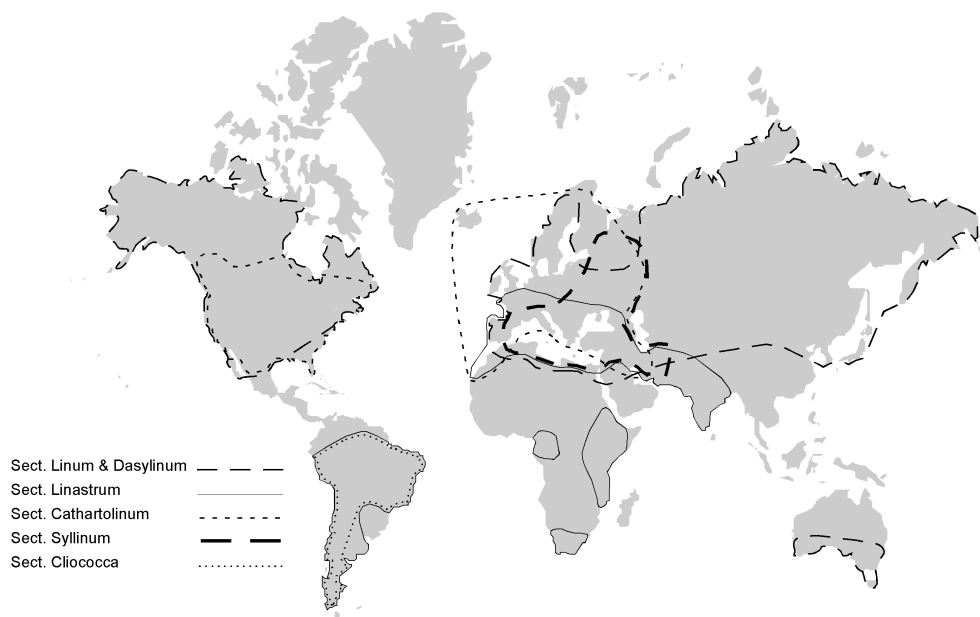 Sect. Linum & Dasylinum
Sect. Linastrum
Sect. Cathartolinum
Sect. Syllinum
Sect. Cliococca